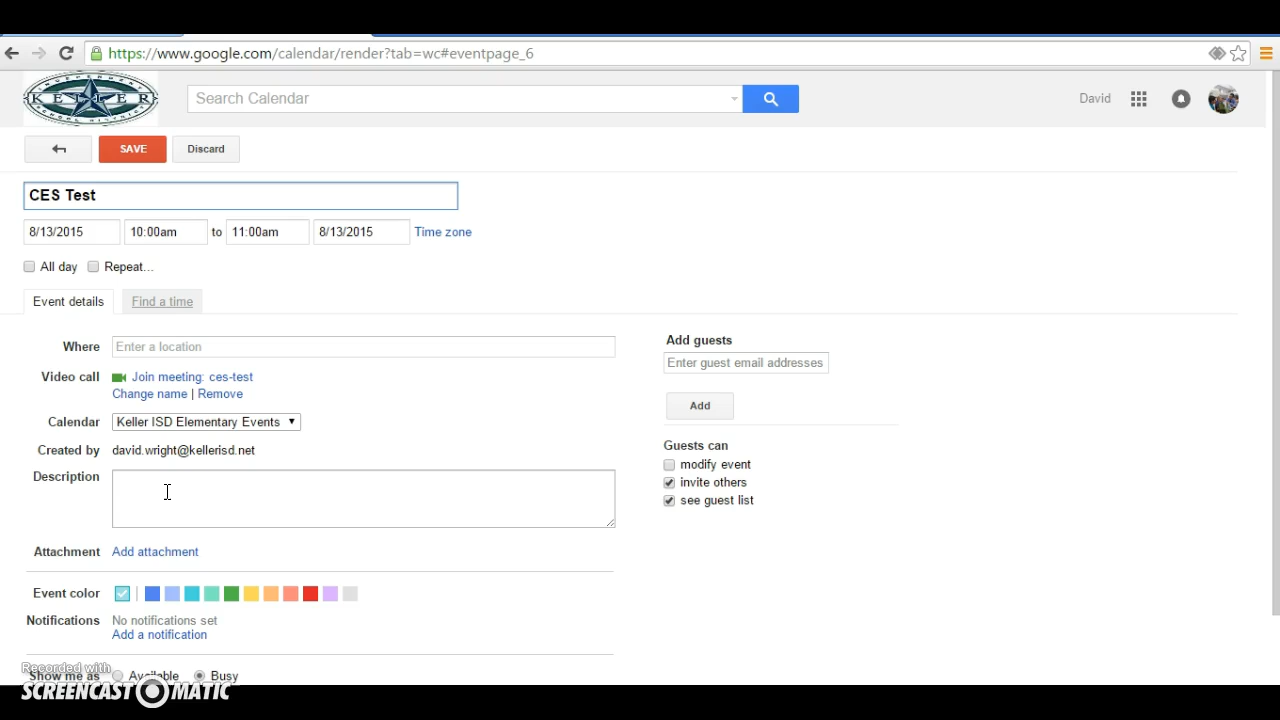 https://www.google.com/calendar/render?tab=wc#eventpage_6
INDEPENDENT
KELLER
SCHOOL DISTRICT
Search Calendar
David
SAVE
Discard
CES Test
8/13/2015
10:00am
to
11:00am
8/13/2015
Time zone
All day
Repeat...
Event details
Find a time
Where
Enter a location
Video call
Join meeting: ces-test
Change name | Remove
Calendar
Keller ISD Elementary Events
Created by
david.wright@kellerisd.net
Description
Attachment
Add attachment
Event color
Notifications
No notifications set
Add a notification
Show me as
Available
Busy
Add guests
Enter guest email addresses
Add
Guests can
modify event
invite others
see guest list
Recorded with
SCREENCAST-O-MATIC